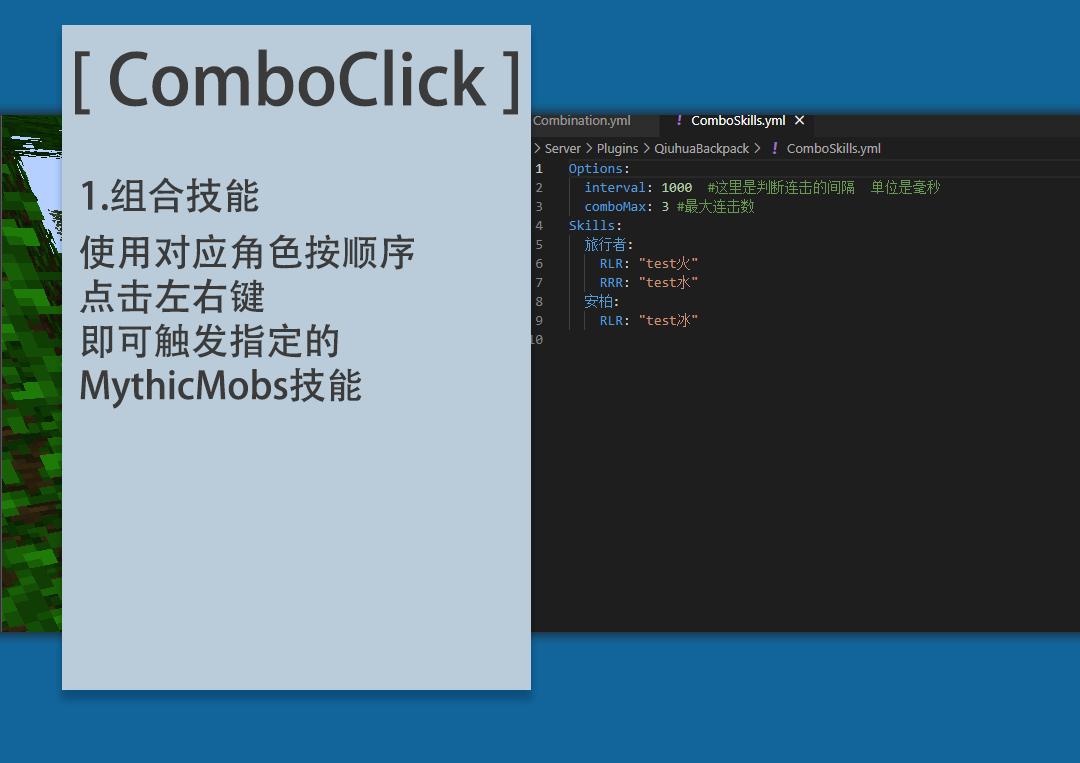 [ ComboClick ]
1.组合技能
使用对应角色按顺序
点击左右键
即可触发指定的
MythicMobs技能
Combination.yml
! ComboSkills.yml ×
> Server > Plugins > QiuhuaBackpack > ! ComboSkills.yml
1 Options:
2 interval: 1000 #这里是判断连击的间隔 单位是毫秒
3 comboMax: 3 #最大连击数
4 Skills:
5 旅行者:
6 RLR: "test火"
7 RRR: "test水"
8 安柏:
9 RLR: "test冰"
10